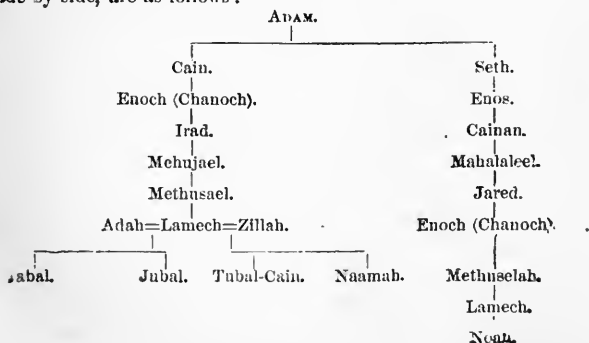 by side, are as follows:
ADAM.
Cain. Seth.
Enoch (Chanoch). Enos.
Irad. Cainan.
Mehujael. Mahalaleel.
Methusael. Jared.
Adah=Lamech=Zillah. Enoch (Chanoch).
abal. Jubal. Tubal-Cain. Naamah. Methuselah.
Lamech.
Noah.